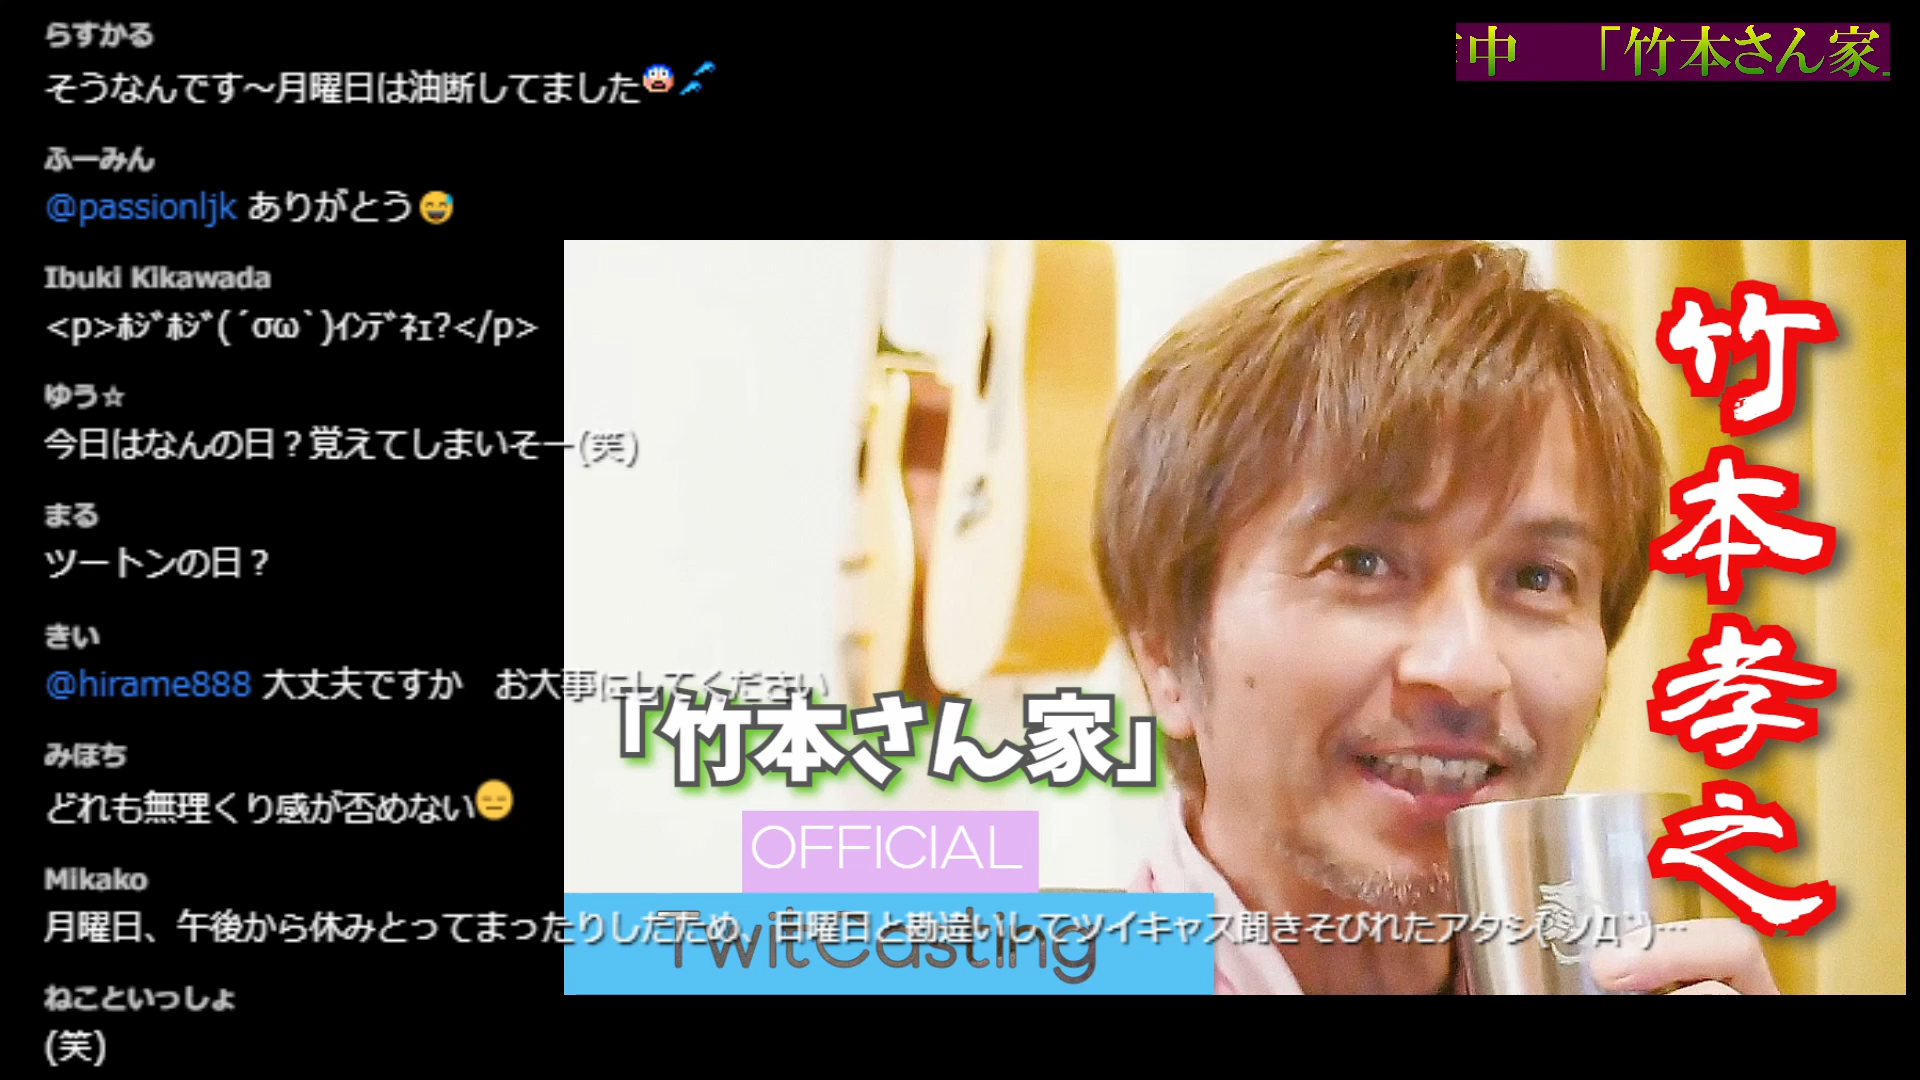 らすかる
そうなんです～月曜日は油断してました😨💦
中 「竹本さん家」
ふーみん
@passionljk ありがとう😅
Ibuki Kikawada
<p>ﾎｼﾞﾎｼﾞ(´σω`)ｲﾝﾃﾞﾈｪ?</p>
ゆう☆
今日はなんの日？覚えてしまいそー(笑)
まる
ツートンの日？
きい
@hirame888 大丈夫ですか　お大事にしてください
みほち
どれも無理くり感が否めない😑
Mikako
月曜日、午後から休みとってまったりしたため、日曜日と勘違いしてツイキャス聞きそびれたアタシ
ねこといっしょ
(笑)
竹本孝之
「竹本さん家」
OFFICIAL
TwitCasting